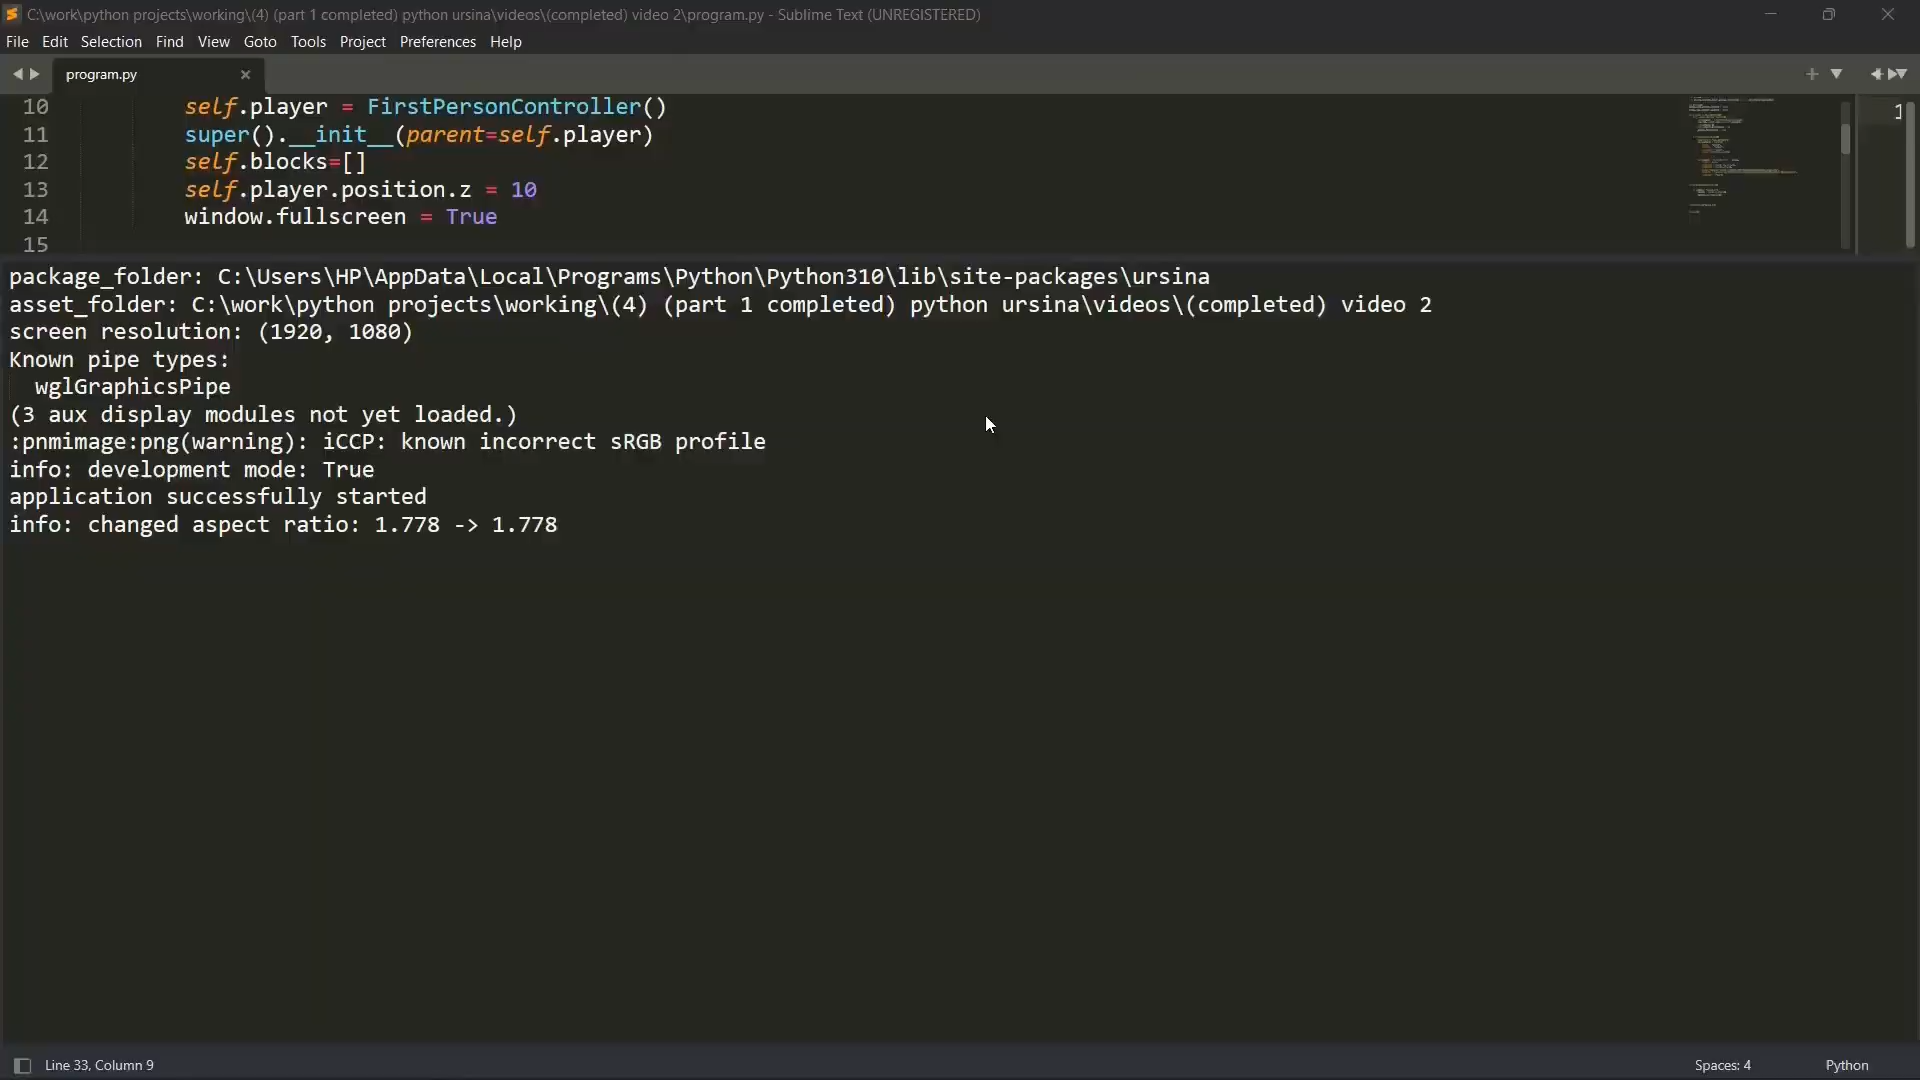 C:\work\python projects\working\(4) (part 1 completed) python ursina\videos\(completed) video 2\program.py - Sublime Text (UNREGISTERED)
File Edit Selection Find View Goto Tools Project Preferences Help
program.py
10 self.player = FirstPersonController()
11 super().__init__(parent=self.player)
12 self.blocks=[]
13 self.player.position.z = 10
14 window.fullscreen = True
15
package_folder: C:\Users\HP\AppData\Local\Programs\Python\Python310\lib\site-packages\ursina
asset_folder: C:\work\python projects\working\(4) (part 1 completed) python ursina\videos\(completed) video 2
screen resolution: (1920, 1080)
Known pipe types:
  wglGraphicsPipe
(3 aux display modules not yet loaded.)
:pnmimage:png(warning): iCCP: known incorrect sRGB profile
info: development mode: True
application successfully started
info: changed aspect ratio: 1.778 -> 1.778
Line 33, Column 9
Spaces: 4
Python